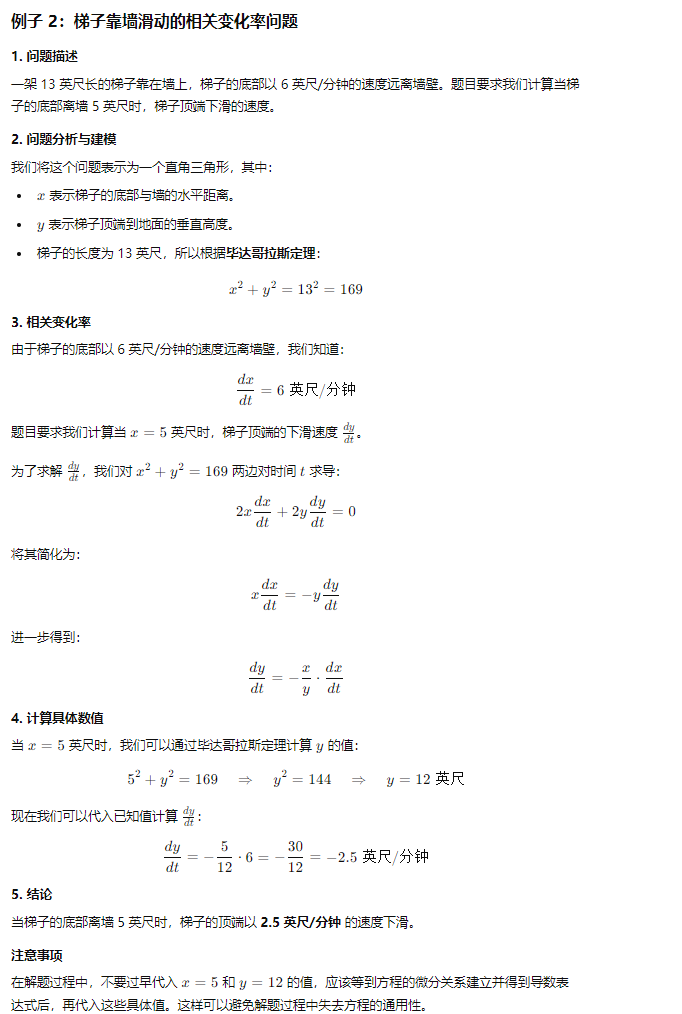 例子 2：梯子靠墙滑动的相关变化率问题
1. 问题描述
一架 13 英尺长的梯子靠在墙上，梯子的底部以 6 英尺/分钟的速度远离墙壁。题目要求我们计算当梯
子的底部离墙 5 英尺时，梯子顶端下滑的速度。
2. 问题分析与建模
我们将这个问题表示为一个直角三角形，其中：
• x 表示梯子的底部与墙的水平距离。
• y 表示梯子顶端到地面的垂直高度。
• 梯子的长度为 13 英尺，所以根据毕达哥拉斯定理：
x² + y² = 13² = 169
3. 相关变化率
由于梯子的底部以 6 英尺/分钟的速度远离墙壁，我们知道：
dx/dt = 6 英尺/分钟
题目要求我们计算当 x = 5 英尺时，梯子顶端的下滑速度 dy/dt。
为了求解 dy/dt，我们对 x² + y² = 169 两边对时间 t 求导：
2x dx/dt + 2y dy/dt = 0
将其简化为：
x dx/dt = −y dy/dt
进一步得到：
dy/dt = − x/y · dx/dt
4. 计算具体数值
当 x = 5 英尺时，我们可以通过毕达哥拉斯定理计算 y 的值：
5² + y² = 169 ⇒ y² = 144 ⇒ y = 12 英尺
现在我们可以代入已知值计算 dy/dt：
dy/dt = − 5/12 · 6 = − 30/12 = −2.5 英尺/分钟
5. 结论
当梯子的底部离墙 5 英尺时，梯子的顶端以 2.5 英尺/分钟 的速度下滑。
注意事项
在解题过程中，不要过早代入 x = 5 和 y = 12 的值，应该等到方程的微分关系建立并得到导数表
达式后，再代入这些具体值。这样可以避免解题过程中失去方程的通用性。